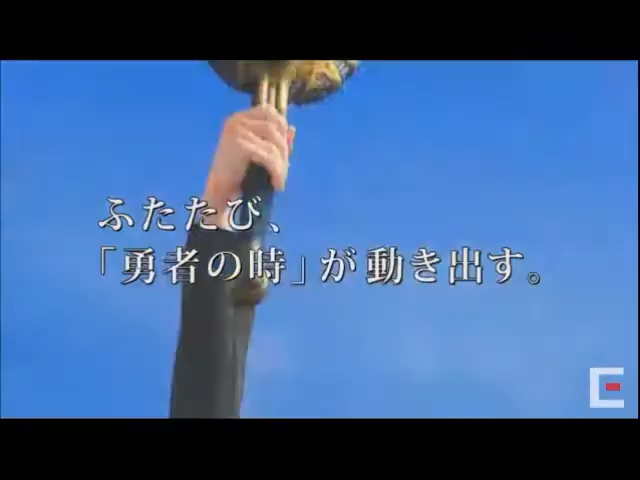 ふたたび、
「勇者の時」が動き出す。